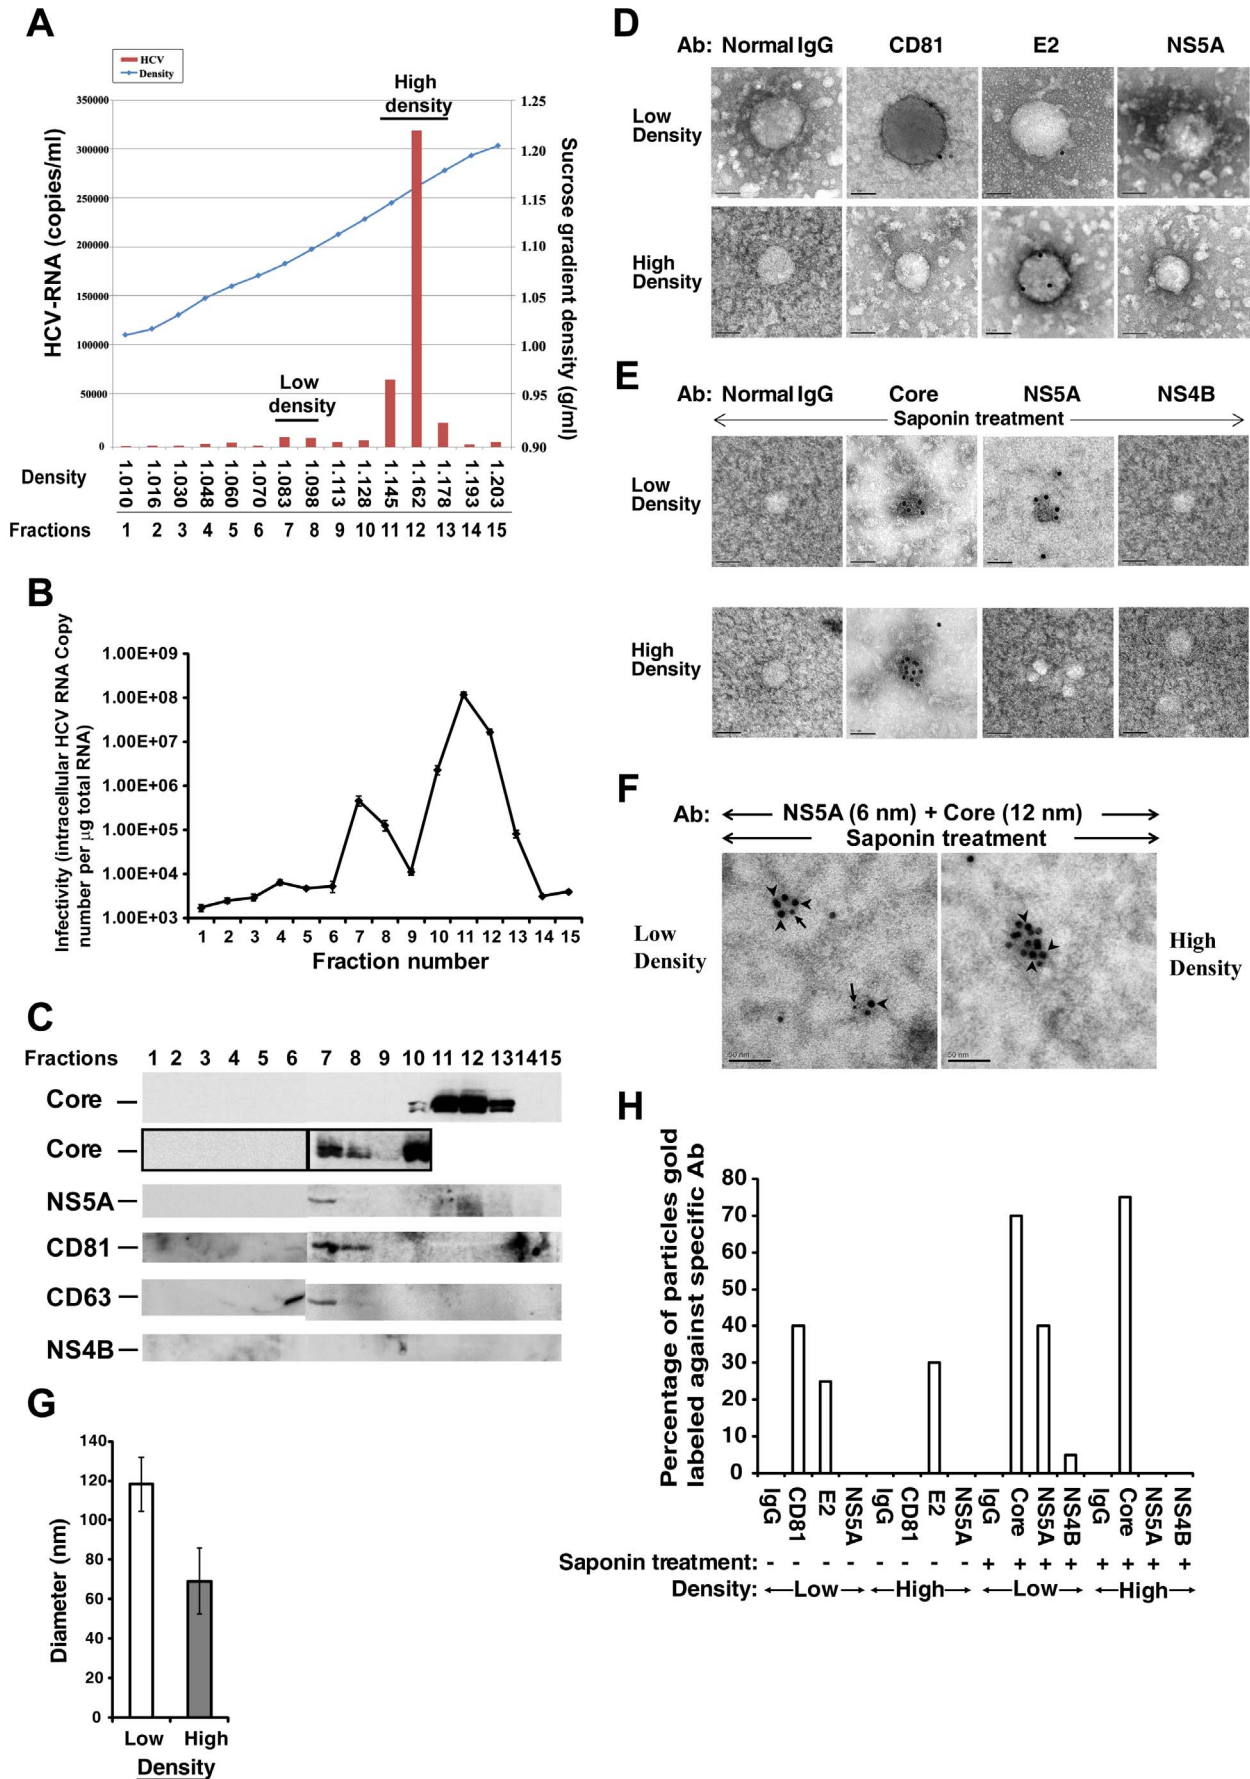 A
HCV
Density
High
density
Low
density
HCV-RNA (copies/ml)
350000
300000
250000
200000
150000
100000
50000
0
1.25
1.20
1.15
1.10
1.05
1.00
0.95
0.90
Sucrose gradient density (g/ml)
Density 1.010 1.016 1.030 1.048 1.060 1.070 1.083 1.098 1.113 1.128 1.145 1.162 1.178 1.193 1.203
Fractions 1 2 3 4 5 6 7 8 9 10 11 12 13 14 15
B
Infectivity (intracellular HCV RNA Copy
number per µg total RNA)
1.00E+09
1.00E+08
1.00E+07
1.00E+06
1.00E+05
1.00E+04
1.00E+03
1 2 3 4 5 6 7 8 9 10 11 12 13 14 15
Fraction number
C
Fractions 1 2 3 4 5 6 7 8 9 10 11 12 13 14 15
Core
Core
NS5A
CD81
CD63
NS4B
G
Diameter (nm)
140
120
100
80
60
40
20
0
Low High
Density
D
Ab: Normal IgG CD81 E2 NS5A
Low
Density
High
Density
E
Ab: Normal IgG Core NS5A NS4B
Saponin treatment
Low
Density
High
Density
F
Ab: NS5A (6 nm) + Core (12 nm)
Saponin treatment
Low
Density
High
Density
50 nm
50 nm
H
Percentage of particles gold
labeled against specific Ab
80
70
60
50
40
30
20
10
0
IgG CD81 E2 NS5A IgG CD81 E2 NS5A IgG Core NS5A NS4B IgG Core NS5A NS4B
Saponin treatment: - - - - - - - - + + + + + + + +
Density: Low High Low High